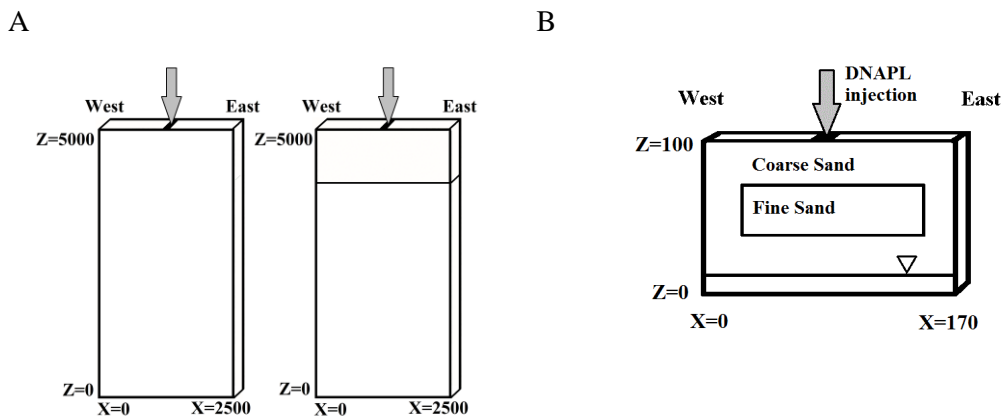 A
West East
Z=5000
Z=0
X=0 X=2500
West East
Z=5000
Z=0
X=0 X=2500
B
DNAPL
injection
West East
Z=100
Coarse Sand
Fine Sand
Z=0
X=0 X=170